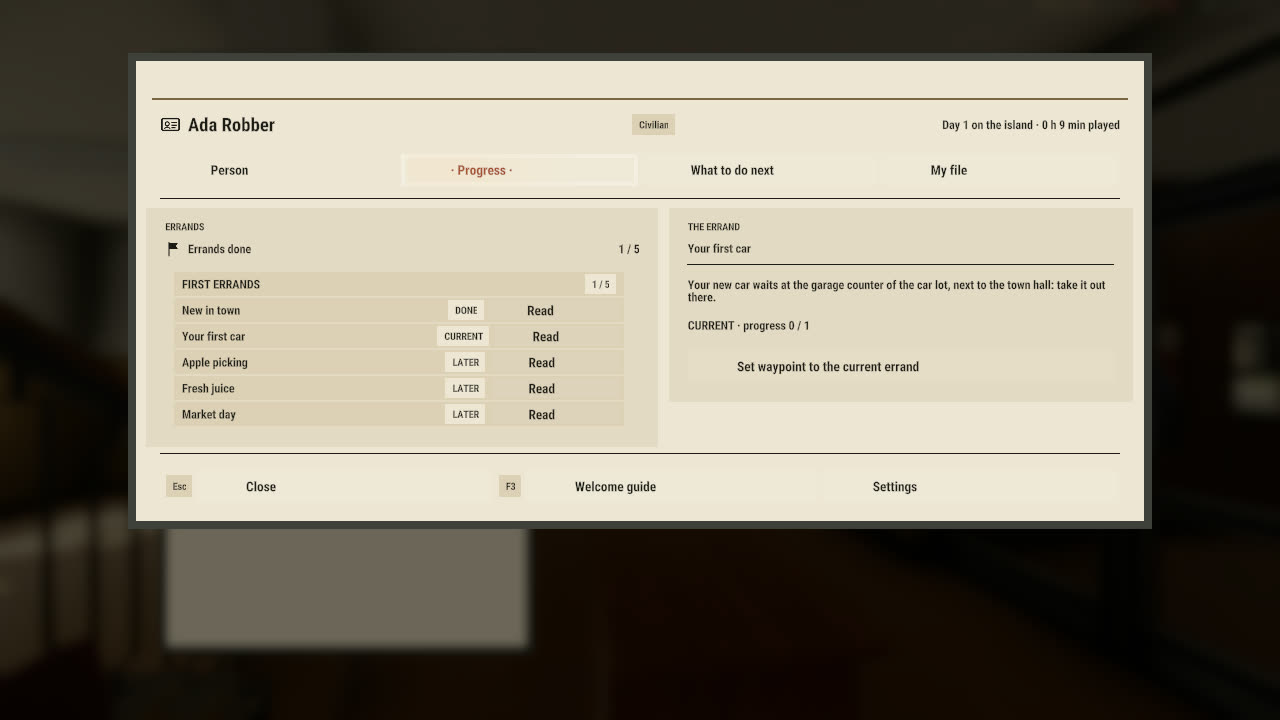 Ada Robber
Civilian
Day 1 on the island · 0 h 9 min played
Person
· Progress ·
What to do next
My file
ERRANDS
Errands done
1 / 5
FIRST ERRANDS
1 / 5
New in town
DONE
Read
Your first car
CURRENT
Read
Apple picking
LATER
Read
Fresh juice
LATER
Read
Market day
LATER
Read
THE ERRAND
Your first car
Your new car waits at the garage counter of the car lot, next to the town hall: take it out
there.
CURRENT · progress 0 / 1
Set waypoint to the current errand
Esc
Close
F3
Welcome guide
Settings